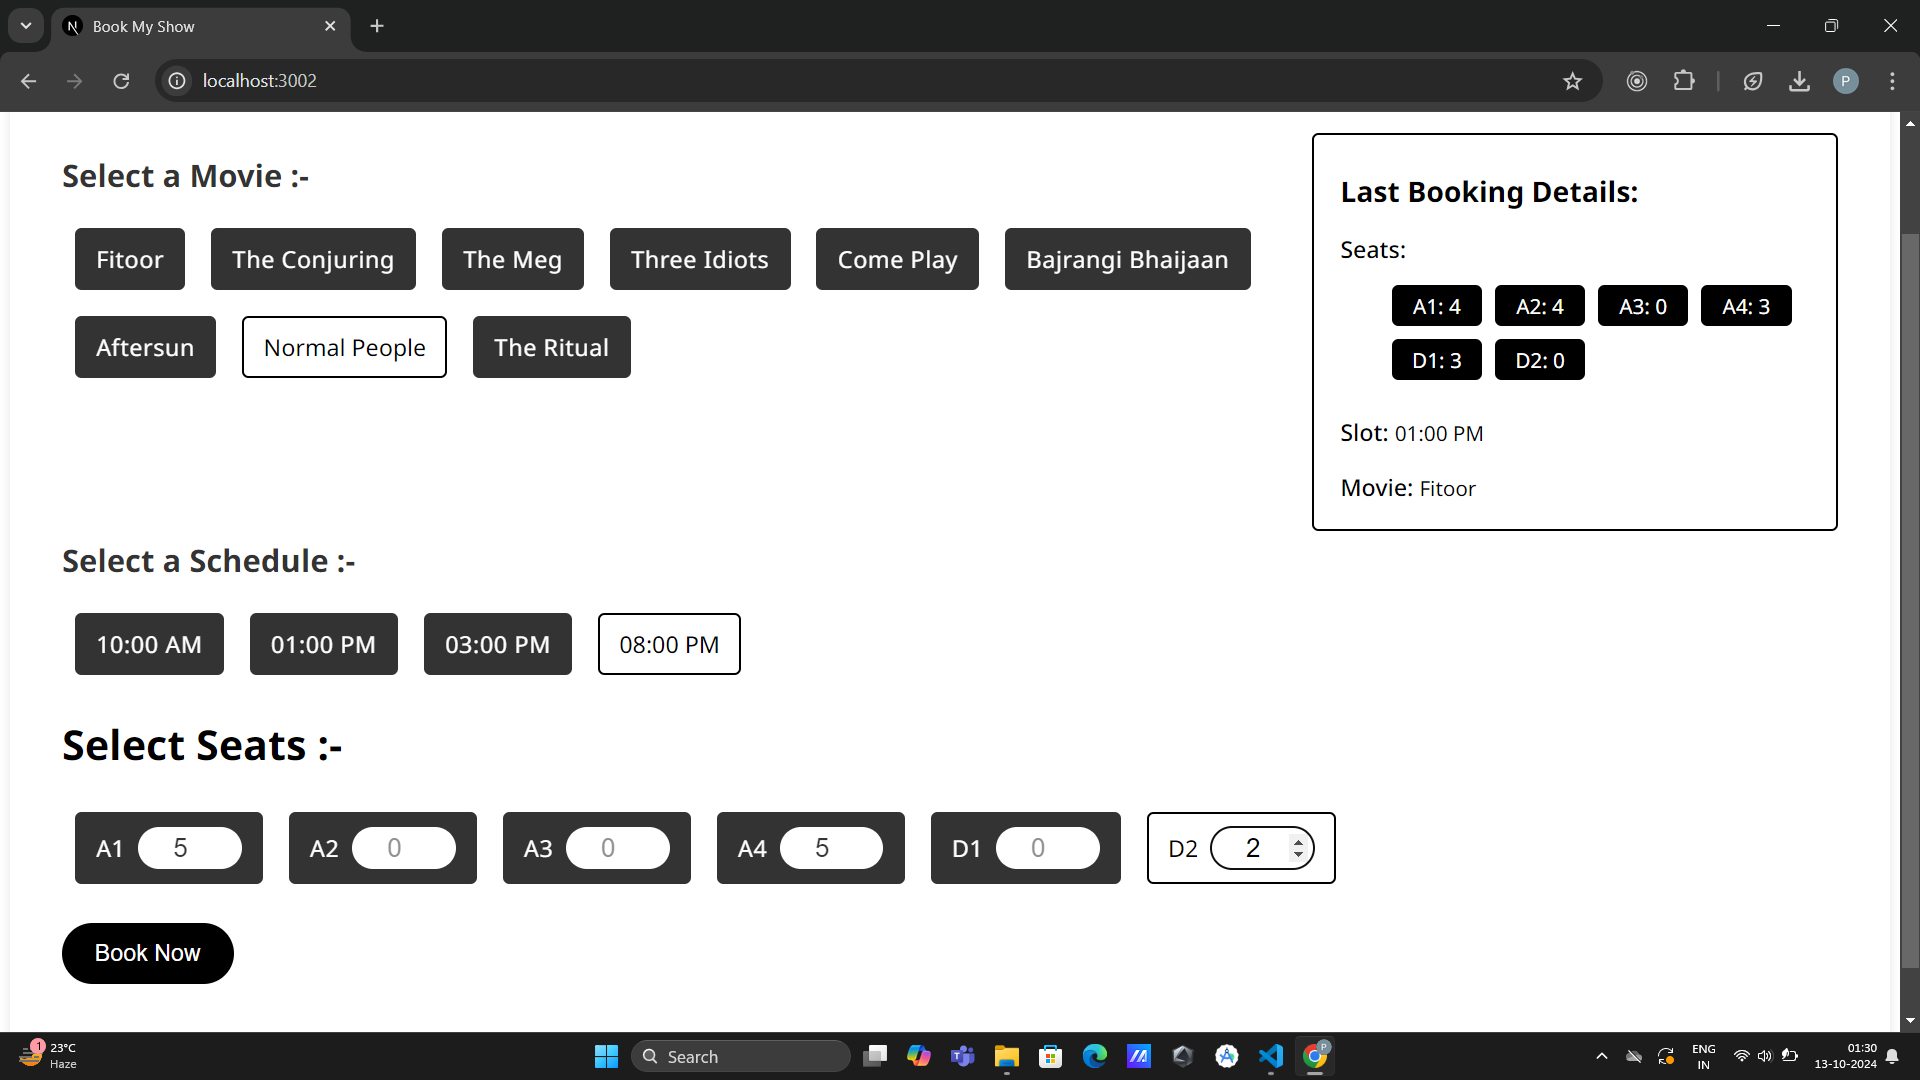 Book My Show
localhost:3002
P
Select a Movie :-
Fitoor
The Conjuring
The Meg
Three Idiots
Come Play
Bajrangi Bhaijaan
Aftersun
Normal People
The Ritual
Last Booking Details:
Seats:
A1: 4
A2: 4
A3: 0
A4: 3
D1: 3
D2: 0
Slot: 01:00 PM
Movie: Fitoor
Select a Schedule :-
10:00 AM
01:00 PM
03:00 PM
08:00 PM
Select Seats :-
A1 5
A2 0
A3 0
A4 5
D1 0
D2 2
Book Now
1
23°C
Haze
Search
P
ENG
IN
01:30
13-10-2024